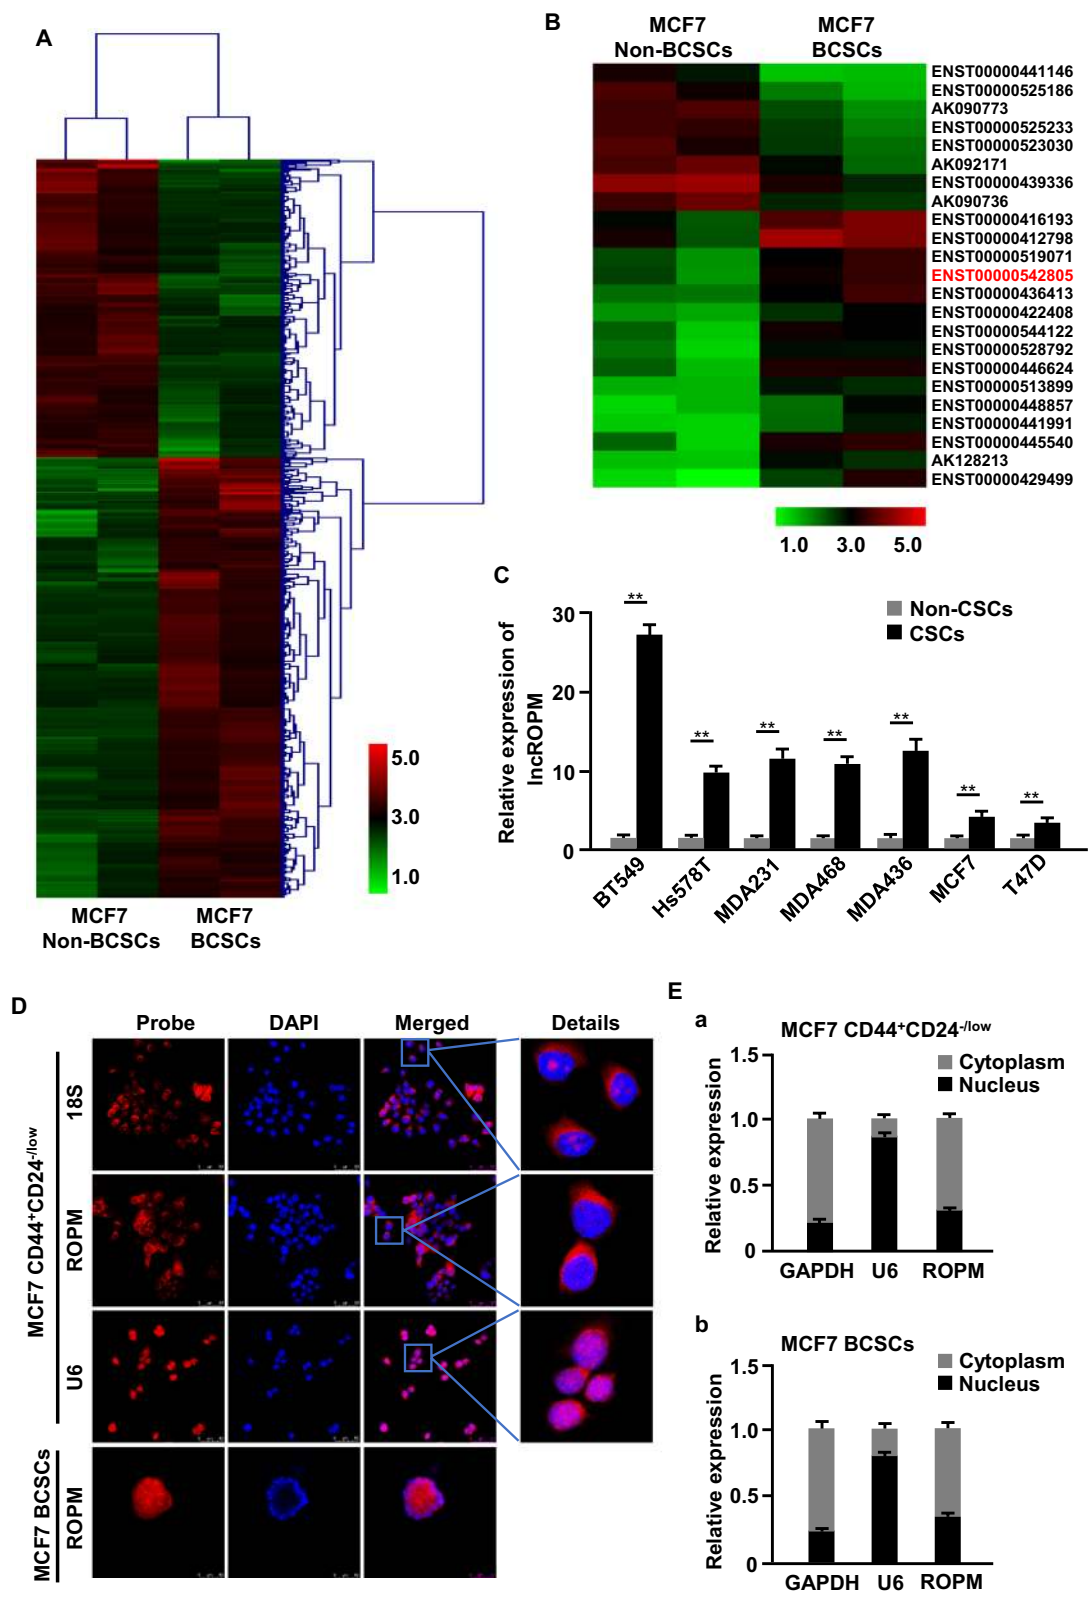 A
MCF7
Non-BCSCs
MCF7
BCSCs
5.0
3.0
1.0
B
MCF7
Non-BCSCs
MCF7
BCSCs
ENST00000441146
ENST00000525186
AK090773
ENST00000525233
ENST00000523030
AK092171
ENST00000439336
AK090736
ENST00000416193
ENST00000412798
ENST00000519071
ENST00000542805
ENST00000436413
ENST00000422408
ENST00000544122
ENST00000528792
ENST00000446624
ENST00000513899
ENST00000448857
ENST00000441991
ENST00000445540
AK128213
ENST00000429499
1.0 3.0 5.0
C
Relative expression of
lncROPM
30
20
10
0
Non-CSCs
CSCs
**
**
**
**
**
**
**
BT549
Hs578T
MDA231
MDA468
MDA436
MCF7
T47D
D
Probe DAPI Merged Details
MCF7 CD44+CD24-/low
18S
ROPM
U6
MCF7 BCSCs
ROPM
E
a
MCF7 CD44+CD24-/low
Cytoplasm
Nucleus
Relative expression
1.5
1.0
0.5
0
GAPDH U6 ROPM
b
MCF7 BCSCs
Cytoplasm
Nucleus
Relative expression
1.5
1.0
0.5
0
GAPDH U6 ROPM